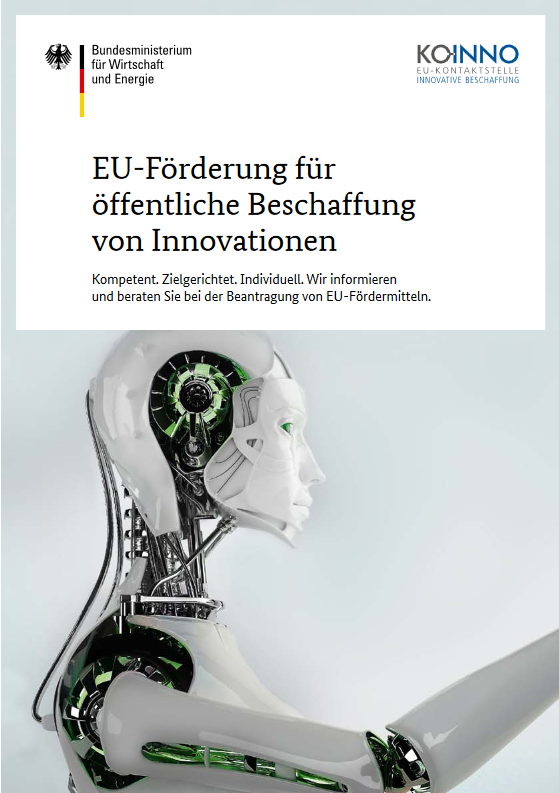 Bundesministerium
für Wirtschaft
und Energie
KOINNO
EU-KONTAKTSTELLE
INNOVATIVE BESCHAFFUNG
EU-Förderung für
öffentliche Beschaffung
von Innovationen
Kompetent. Zielgerichtet. Individuell. Wir informieren
und beraten Sie bei der Beantragung von EU-Fördermitteln.